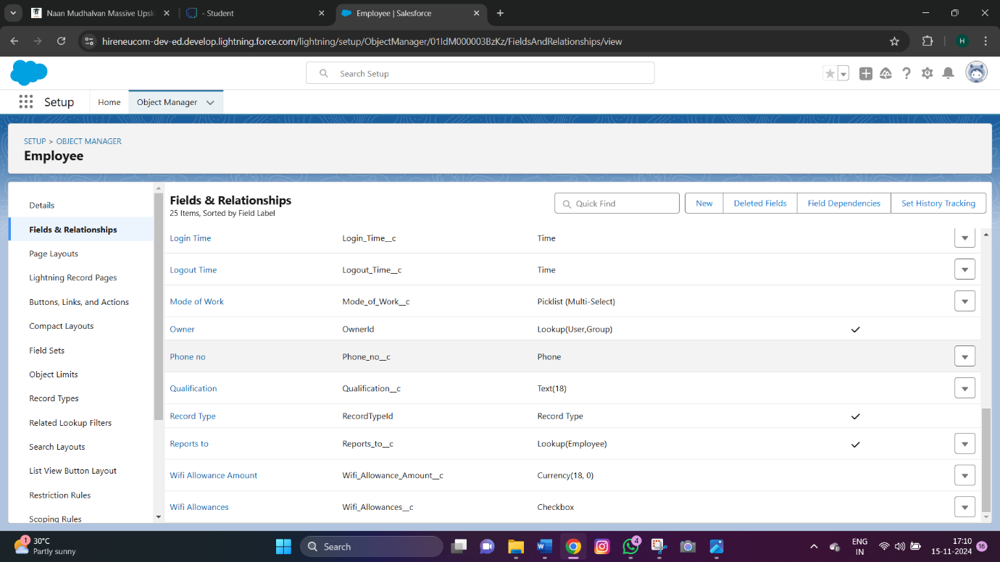 Naan Mudhalvan Massive Upsk
- Student
Employee | Salesforce
hireneucom-dev-ed.develop.lightning.force.com/lightning/setup/ObjectManager/01IdM000003BzKz/FieldsAndRelationships/view
H
Search Setup
Setup
Home
Object Manager
SETUP > OBJECT MANAGER
Employee
Details
Fields & Relationships
Page Layouts
Lightning Record Pages
Buttons, Links, and Actions
Compact Layouts
Field Sets
Object Limits
Record Types
Related Lookup Filters
Search Layouts
List View Button Layout
Restriction Rules
Scoping Rules
Fields & Relationships
25 Items, Sorted by Field Label
Quick Find
New
Deleted Fields
Field Dependencies
Set History Tracking
Login Time Login_Time__c Time
Logout Time Logout_Time__c Time
Mode of Work Mode_of_Work__c Picklist (Multi-Select)
Owner OwnerId Lookup(User,Group)
Phone no Phone_no__c Phone
Qualification Qualification__c Text(18)
Record Type RecordTypeId Record Type
Reports to Reports_to__c Lookup(Employee)
Wifi Allowance Amount Wifi_Allowance_Amount__c Currency(18, 0)
Wifi Allowances Wifi_Allowances__c Checkbox
1
30°C
Partly sunny
Search
4
ENG
IN
17:10
15-11-2024
16